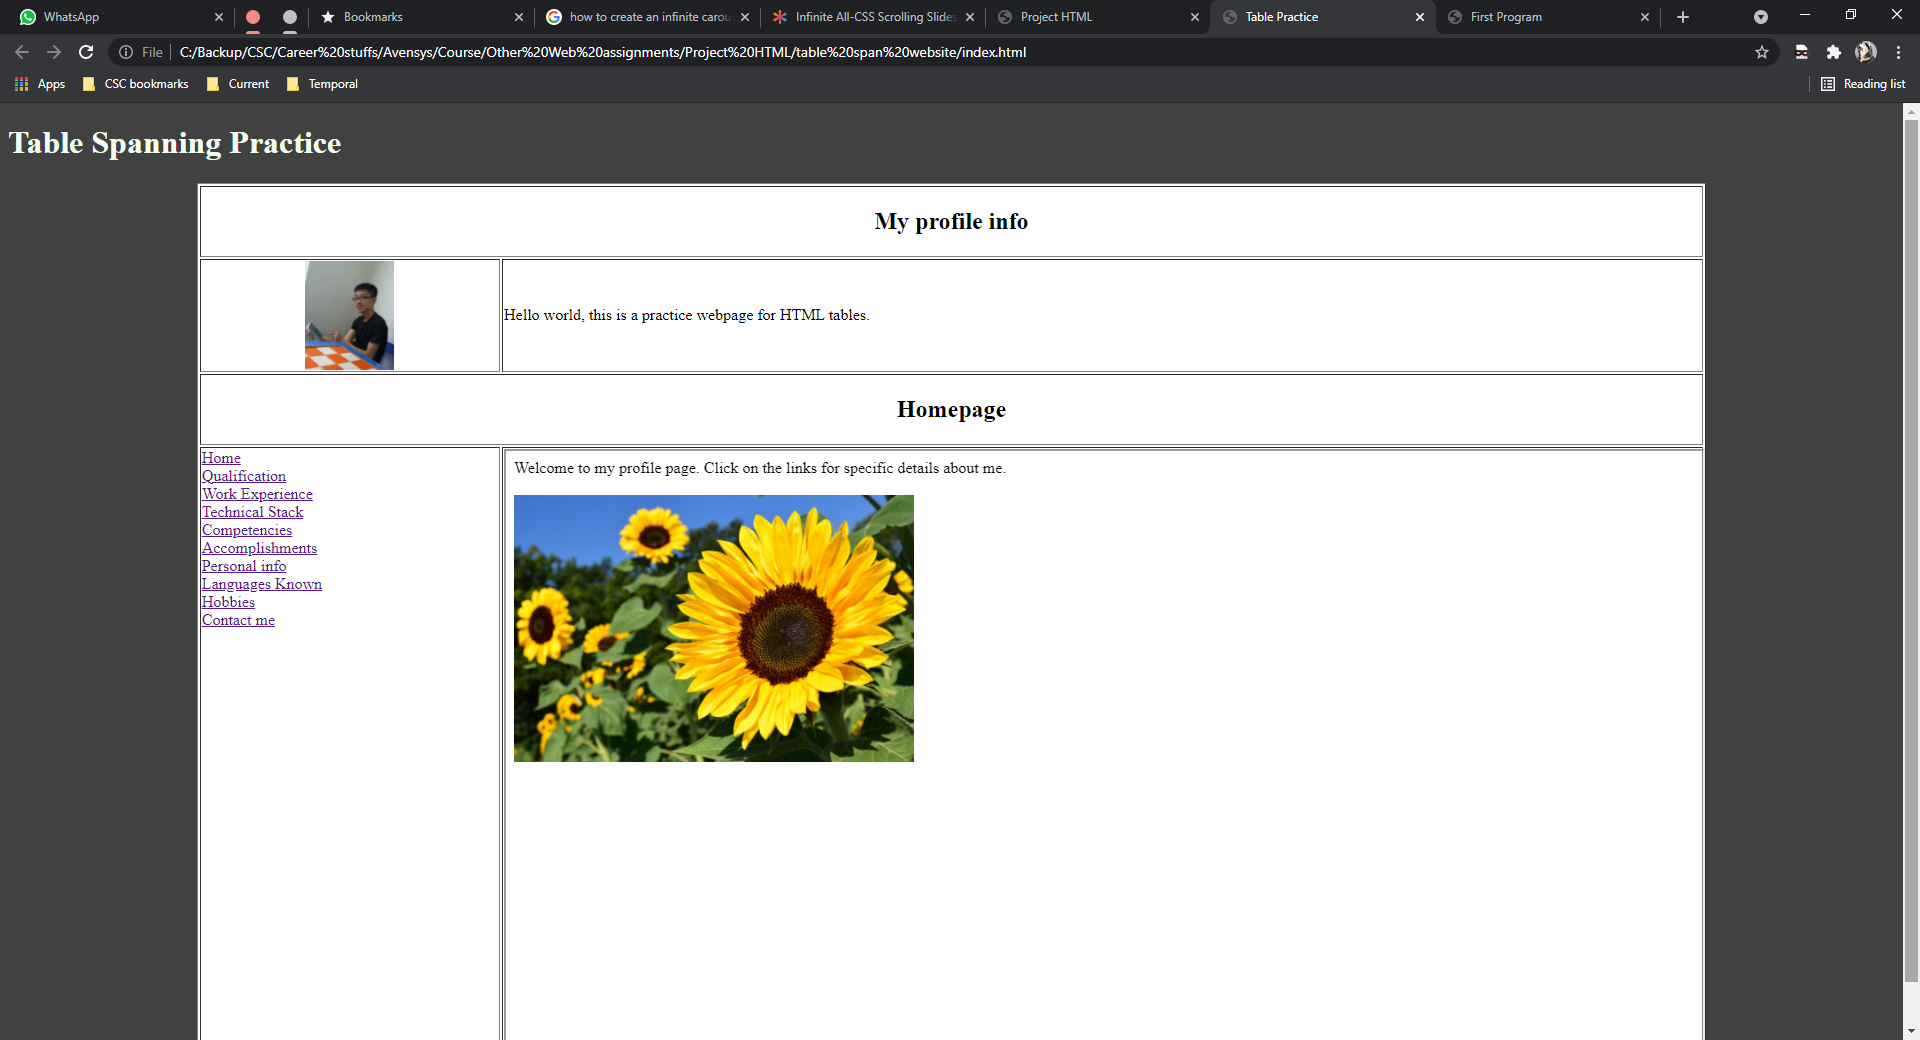 WhatsApp
Bookmarks
how to create an infinite carou
Infinite All-CSS Scrolling Slides
Project HTML
Table Practice
First Program
File
C:/Backup/CSC/Career%20stuffs/Avensys/Course/Other%20Web%20assignments/Project%20HTML/table%20span%20website/index.html
Apps
CSC bookmarks
Current
Temporal
Reading list
Table Spanning Practice
My profile info
Hello world, this is a practice webpage for HTML tables.
Homepage
Home
Qualification
Work Experience
Technical Stack
Competencies
Accomplishments
Personal info
Languages Known
Hobbies
Contact me
Welcome to my profile page. Click on the links for specific details about me.